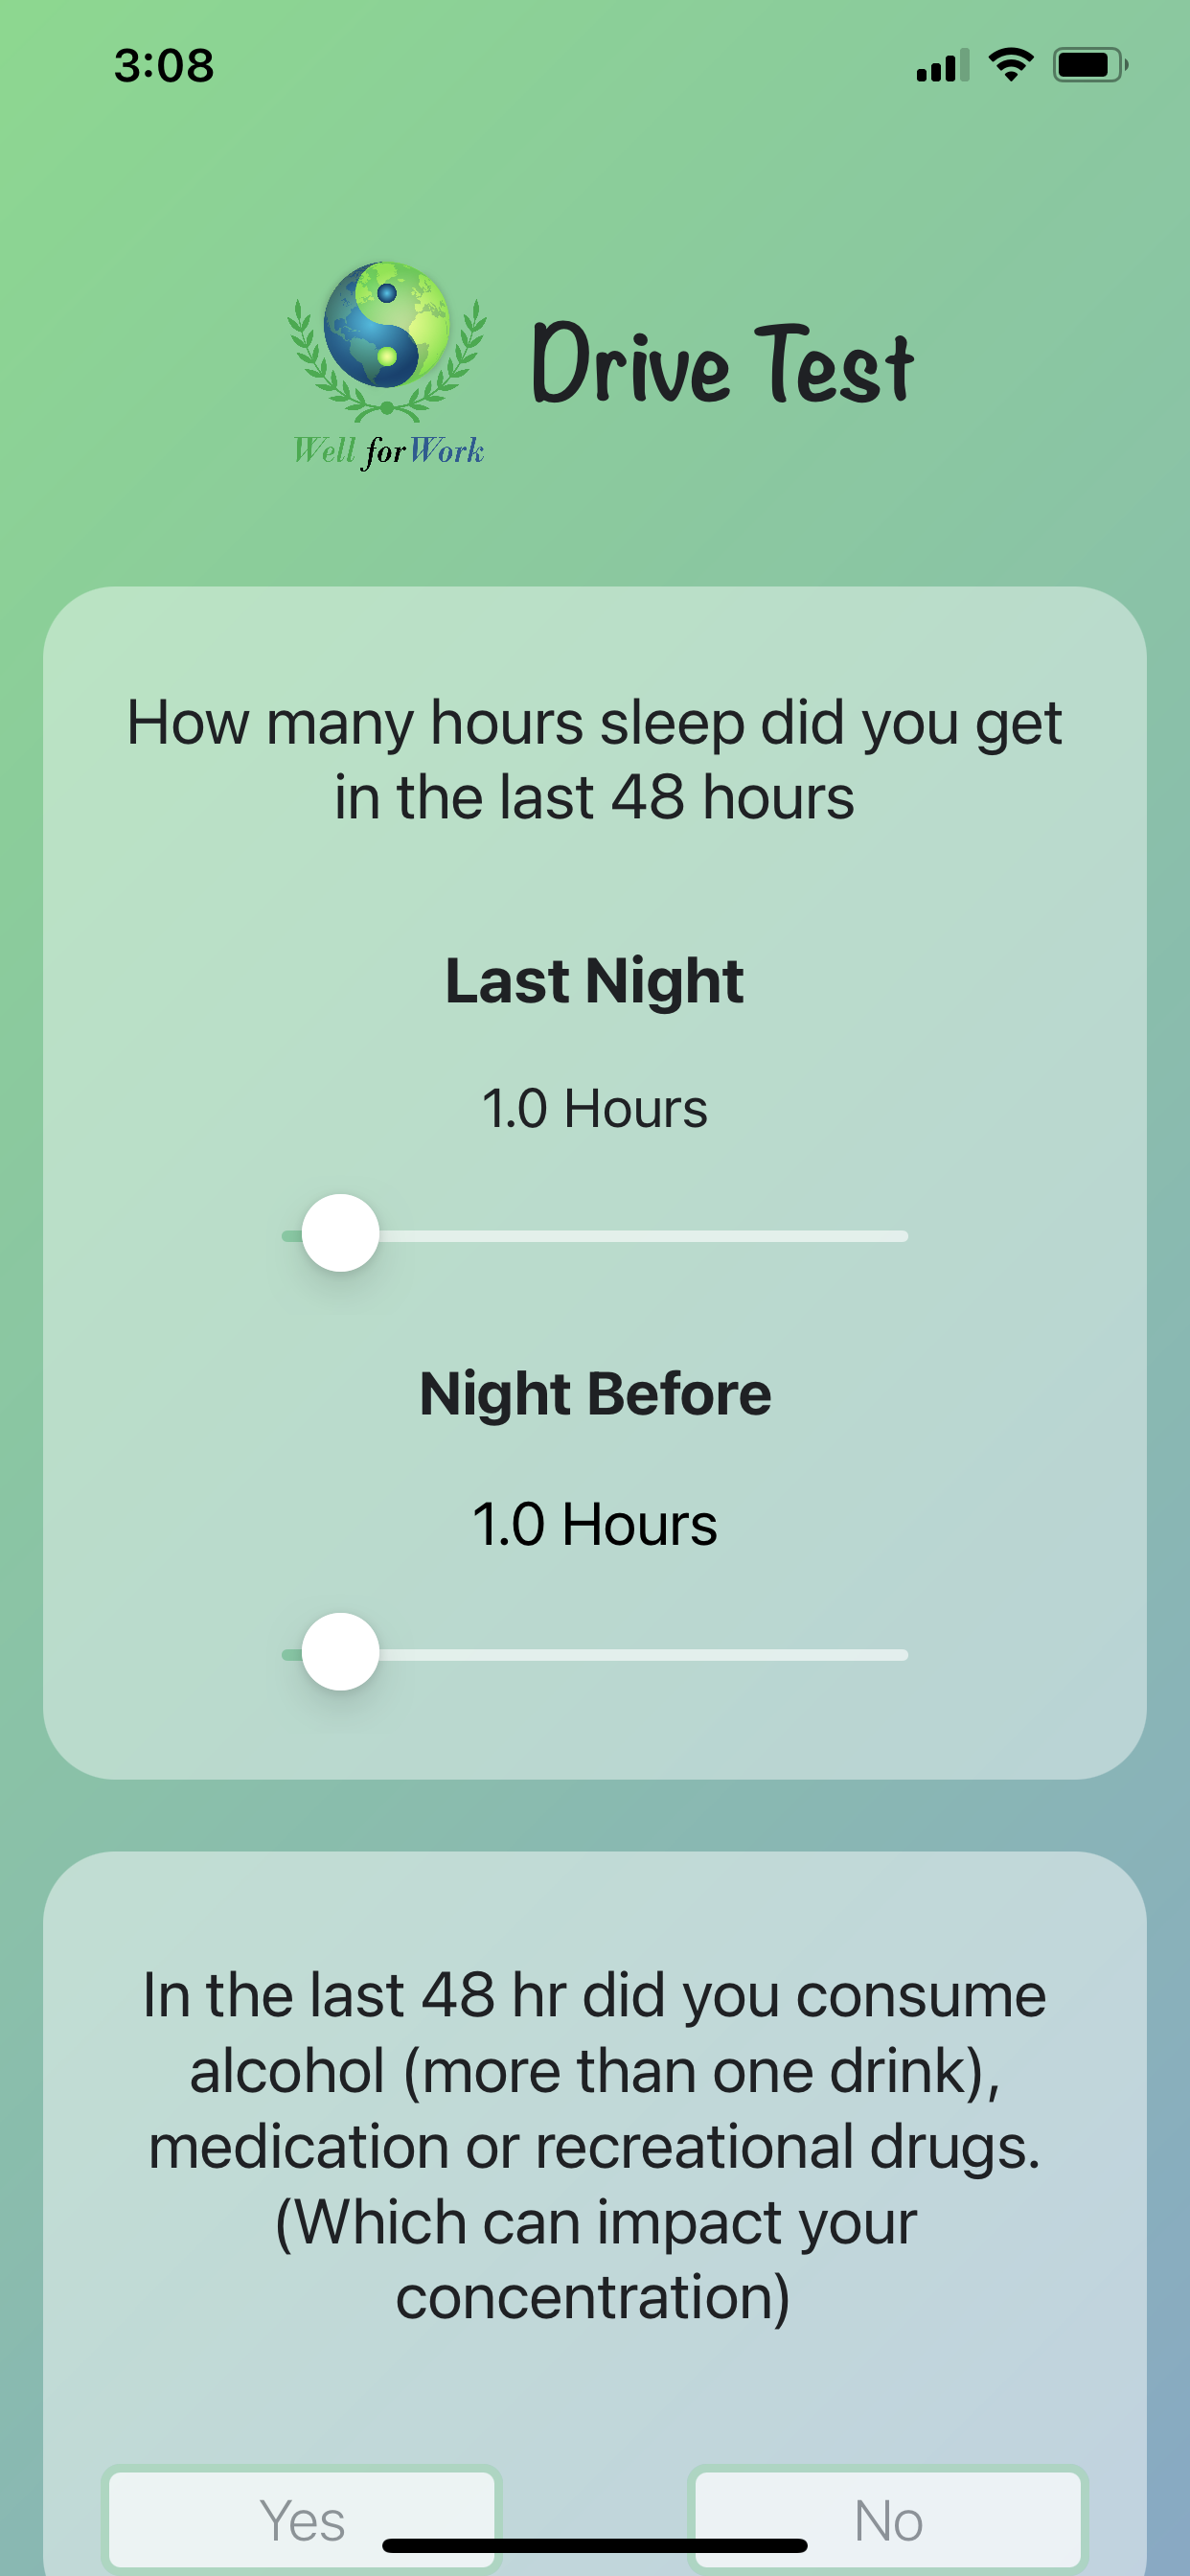 3:08
Well for Work
Drive Test
How many hours sleep did you get
in the last 48 hours
Last Night
1.0 Hours
Night Before
1.0 Hours
In the last 48 hr did you consume
alcohol (more than one drink),
medication or recreational drugs.
(Which can impact your
concentration)
Yes
No